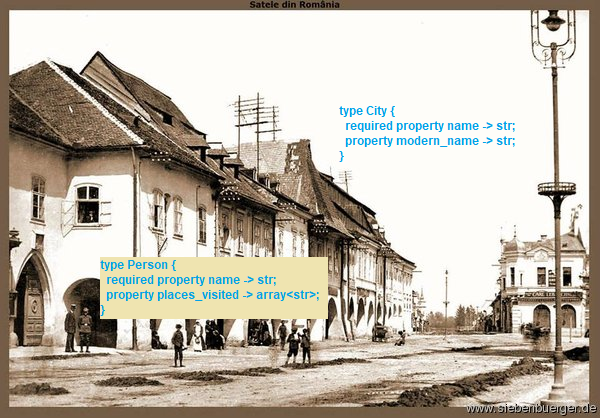 Satele din România
type City {
required property name -> str;
property modern_name -> str;
}
type Person {
required property name -> str;
property places_visited -> array<str>;
}
www.siebenbuerger.de